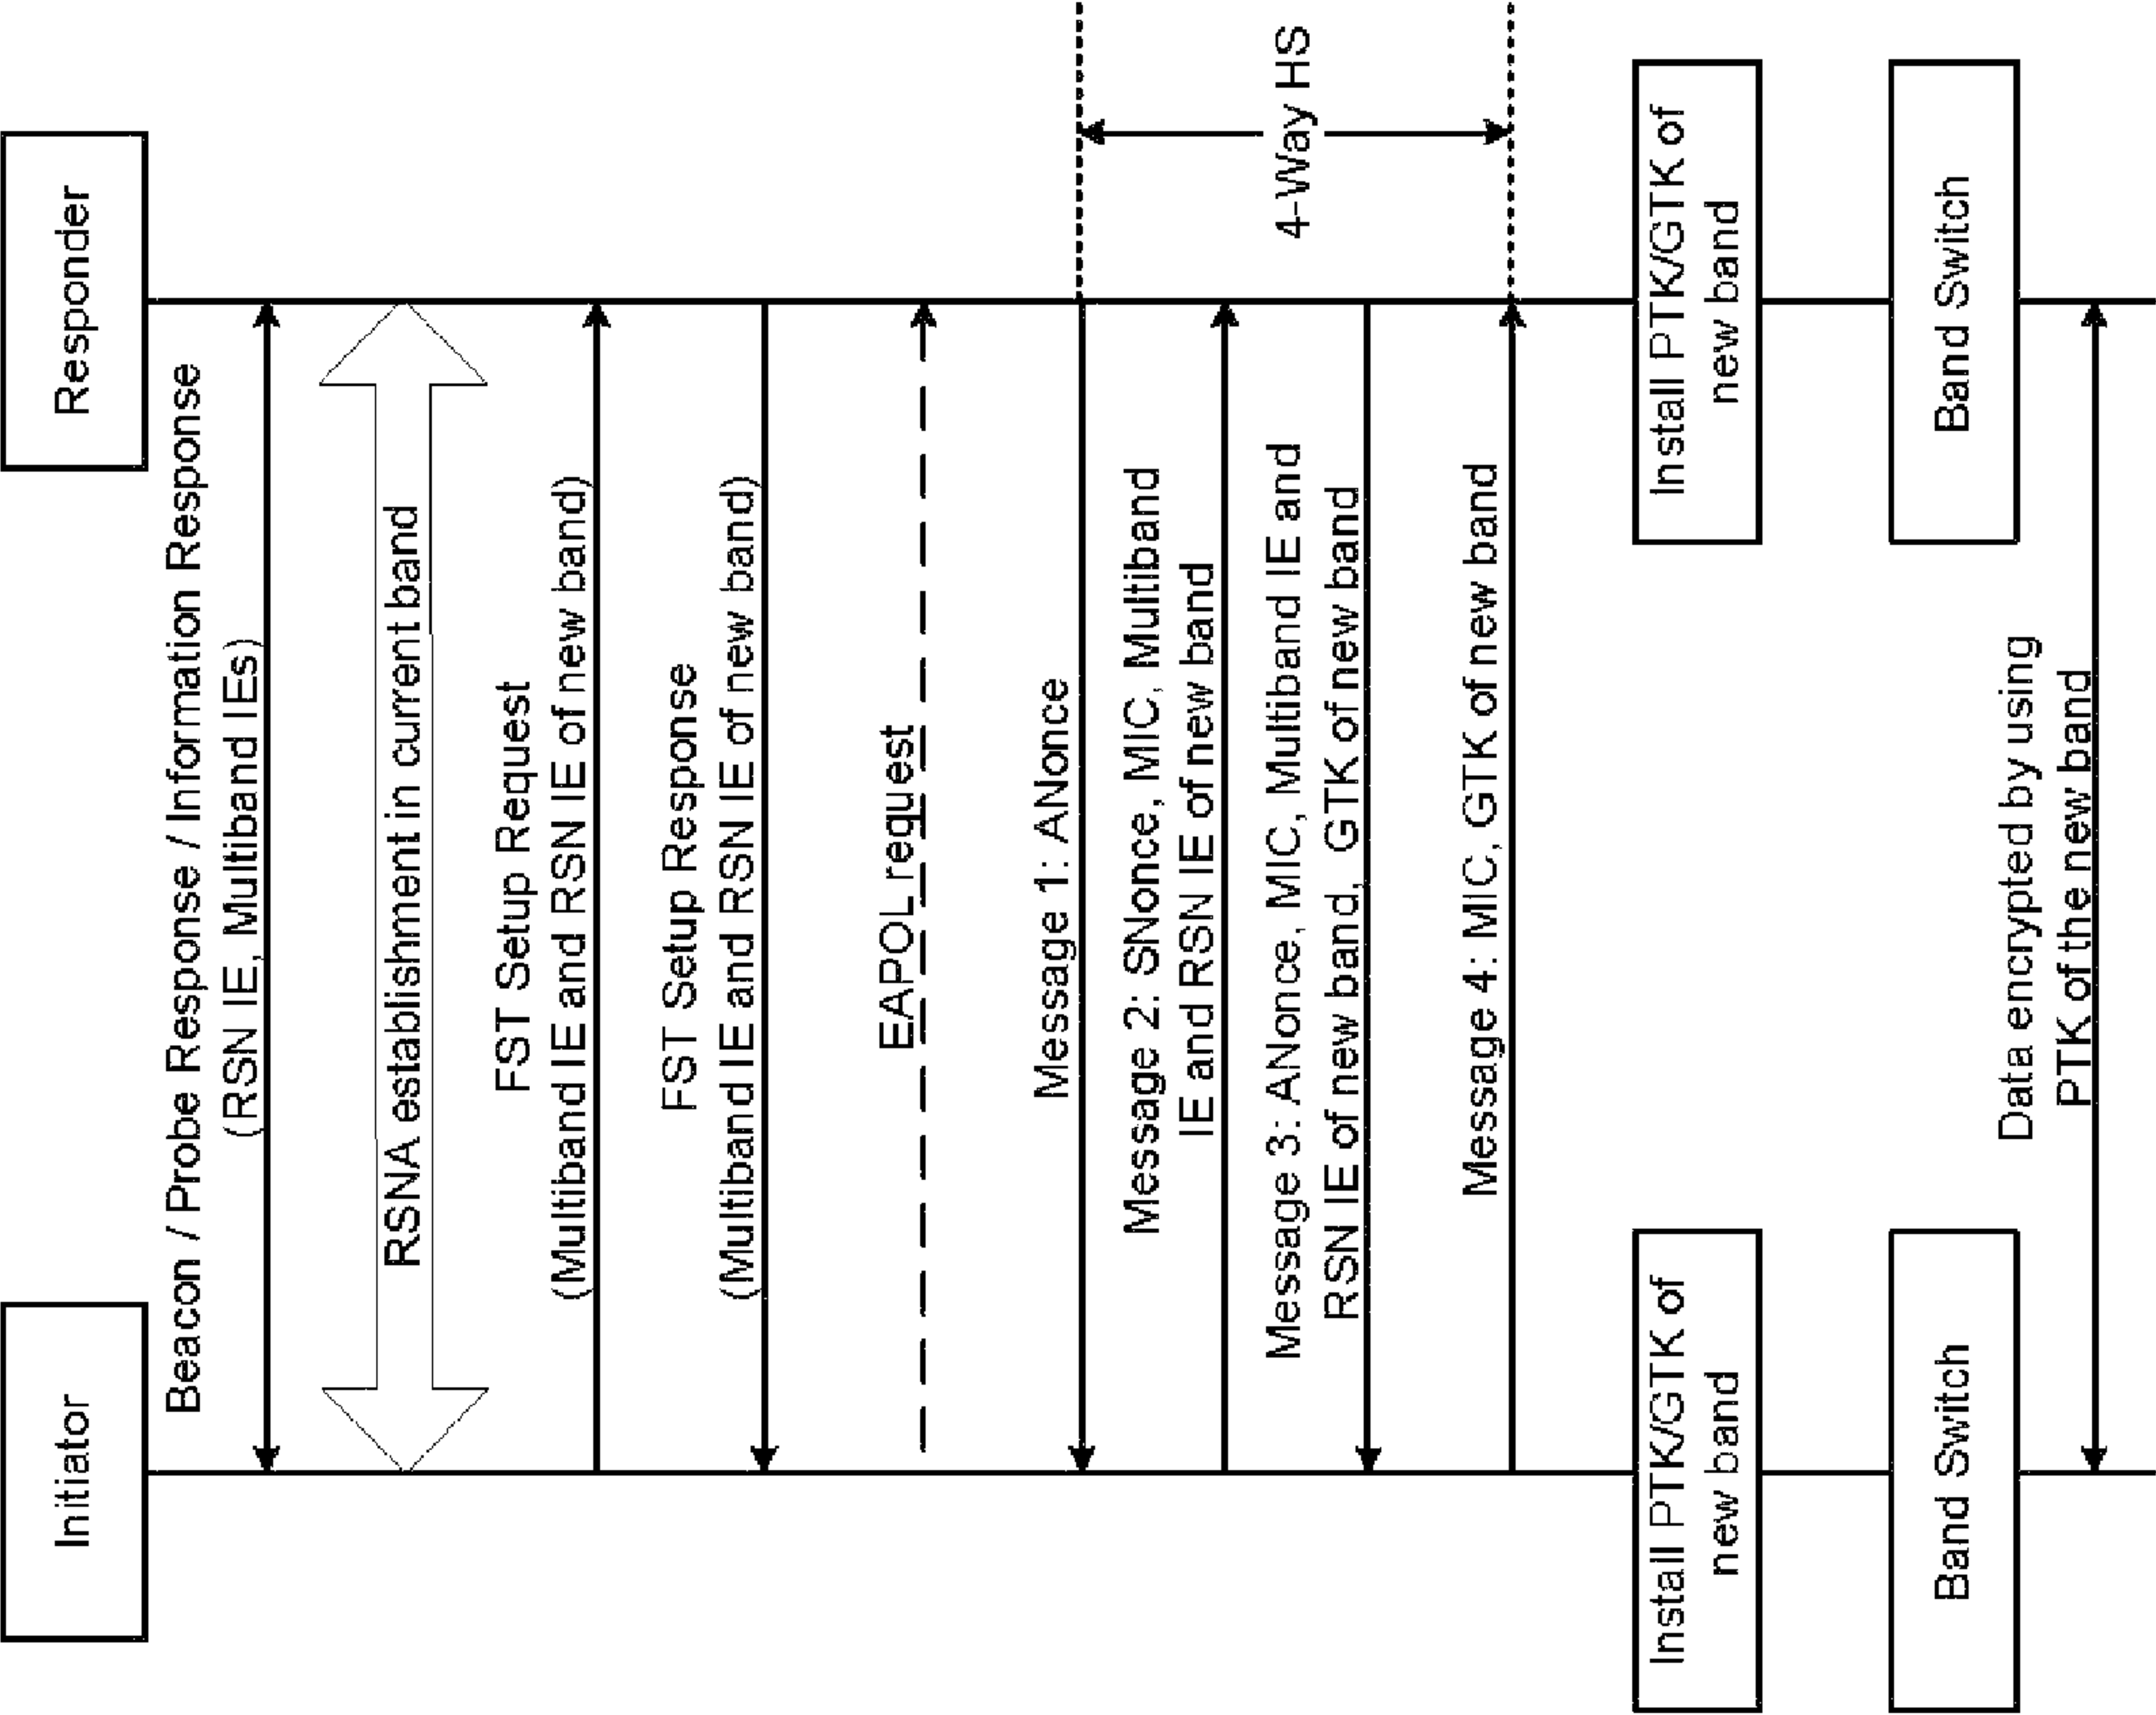 Initiator
Responder
Beacon / Probe Response / Information Response
(RSN IE, Multiband IEs)
RSNA establishment in current band
FST Setup Request
(Multiband IE and RSN IE of new band)
FST Setup Response
(Multiband IE and RSN IE of new band)
EAPOL request
Message 1: ANonce
Message 2: SNonce, MIC, Multiband
IE and RSN IE of new band
Message 3: ANonce, MIC, Multiband IE and
RSN IE of new band, GTK of new band
Message 4: MIC, GTK of new band
4-Way HS
Install PTK/GTK of
new band
Install PTK/GTK of
new band
Band Switch
Band Switch
Data encrypted by using
PTK of the new band